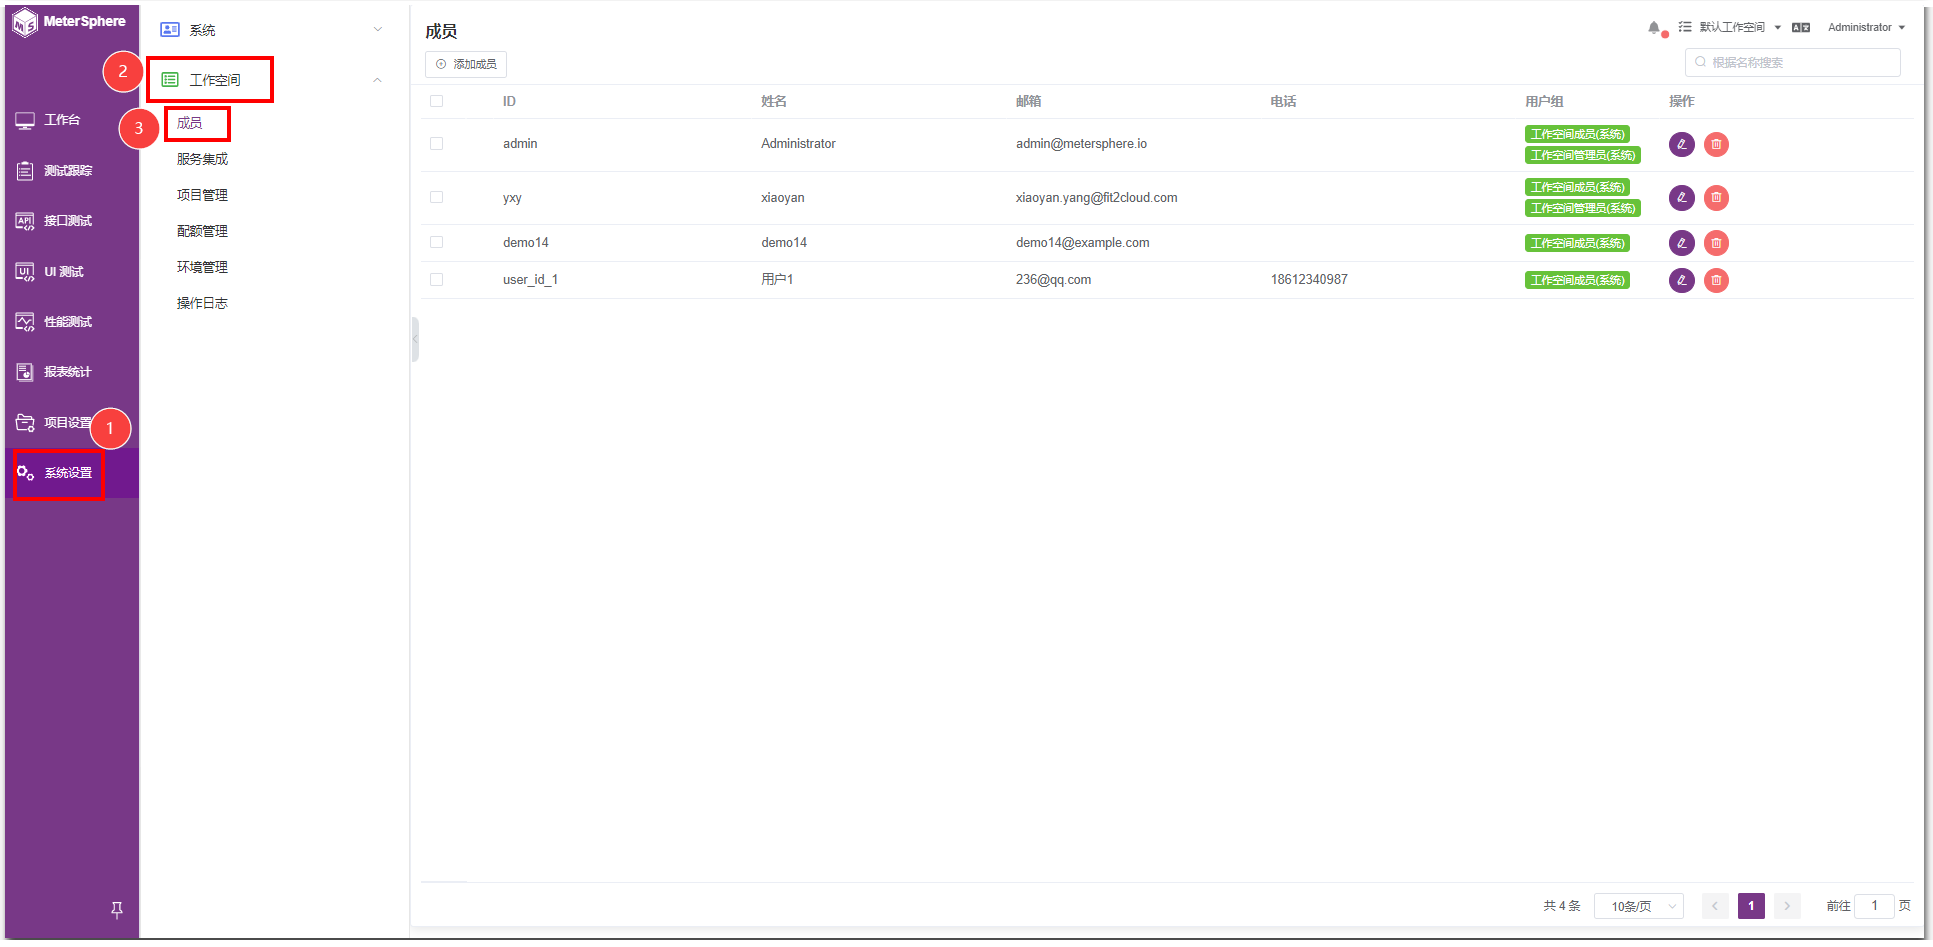 MeterSphere
工作台
测试跟踪
接口测试
UI 测试
性能测试
报表统计
项目设置
1
系统设置
系统
2
工作空间
3
成员
服务集成
项目管理
配额管理
环境管理
操作日志
成员
默认工作空间
Administrator
添加成员
根据名称搜索
ID 姓名 邮箱 电话 用户组 操作
admin Administrator admin@metersphere.io 工作空间成员(系统)
工作空间管理员(系统)
yxy xiaoyan xiaoyan.yang@fit2cloud.com 工作空间成员(系统)
工作空间管理员(系统)
demo14 demo14 demo14@example.com 工作空间成员(系统)
user_id_1 用户1 236@qq.com 18612340987 工作空间成员(系统)
共 4 条 10条/页 1 前往 1 页